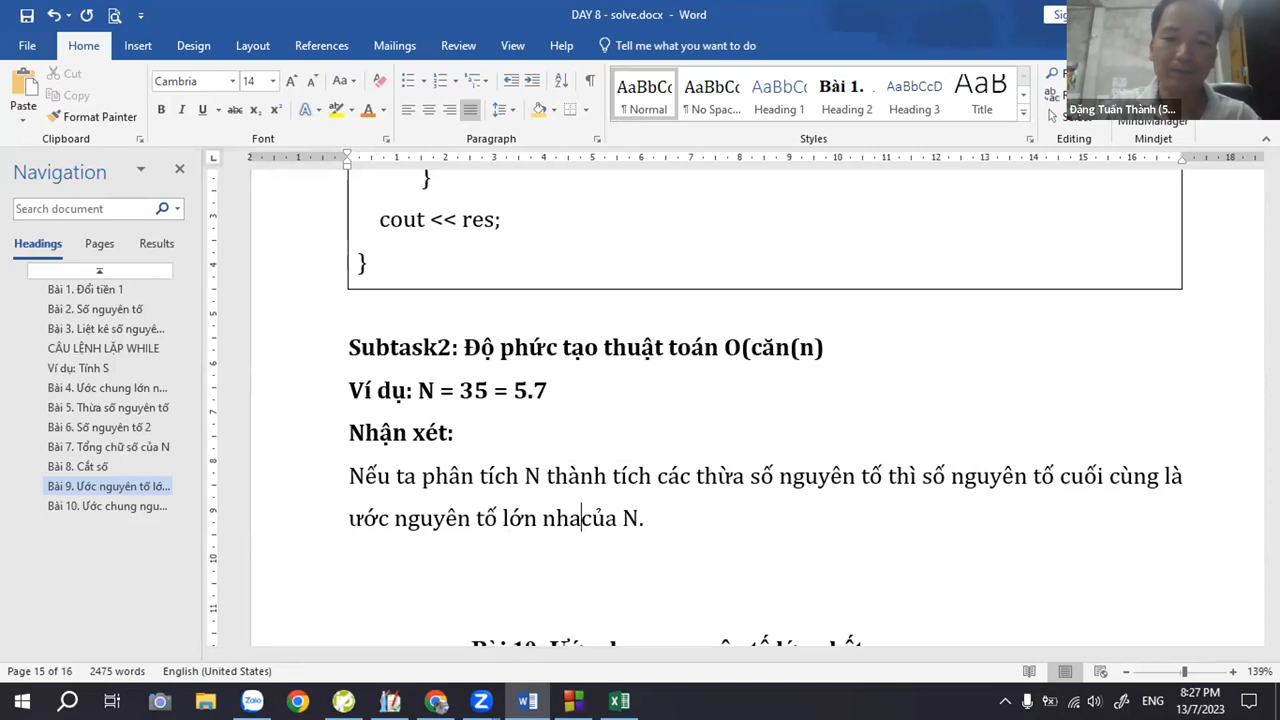 DAY 8 - solve.docx - Word
File Home Insert Design Layout References Mailings Review View Help Tell me what you want to do
Paste
Cut
Copy
Format Painter
Clipboard
Cambria 14
Font
Paragraph
AaBbCc AaBbCc AaBbCc Bài 1. AaBbCcD AaB
¶ Normal ¶ No Spac... Heading 1 Heading 2 Heading 3 Title
Styles
Editing
MindManager
Mindjet
Đăng Tuấn Thành (5...
Navigation
Search document
Headings Pages Results
Bài 1. Đổi tiền 1
Bài 2. Số nguyên tố
Bài 3. Liệt kê số nguyê...
CÂU LỆNH LẶP WHILE
Ví dụ: Tính S
Bài 4. Ước chung lớn n...
Bài 5. Thừa số nguyên tố
Bài 6. Số nguyên tố 2
Bài 7. Tổng chữ số của N
Bài 8. Cắt số
Bài 9. Ước nguyên tố lớ...
Bài 10. Ước chung ngu...
}
cout << res;
}
Subtask2: Độ phức tạo thuật toán O(căn(n)
Ví dụ: N = 35 = 5.7
Nhận xét:
Nếu ta phân tích N thành tích các thừa số nguyên tố thì số nguyên tố cuối cùng là
ước nguyên tố lớn nhacủa N.
Page 15 of 16 2475 words English (United States) 139%
Zalo
ENG 8:27 PM
13/7/2023